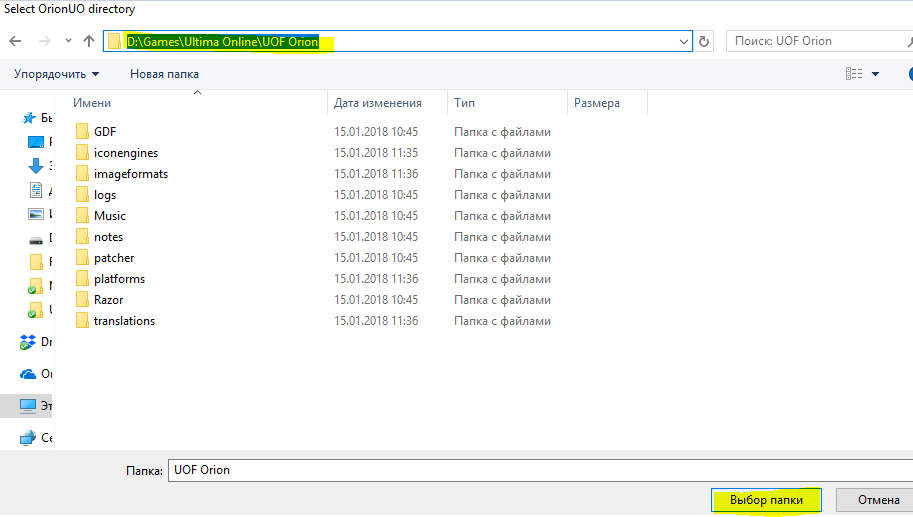 Select OrionUO directory
D:\Games\Ultima Online\UOF Orion Поиск: UOF Orion
Упорядочить Новая папка
Имени Дата изменения Тип Размера
GDF 15.01.2018 10:45 Папка с файлами
iconengines 15.01.2018 11:35 Папка с файлами
imageformats 15.01.2018 11:36 Папка с файлами
logs 15.01.2018 10:45 Папка с файлами
Music 15.01.2018 10:45 Папка с файлами
notes 15.01.2018 10:45 Папка с файлами
patcher 15.01.2018 10:45 Папка с файлами
platforms 15.01.2018 11:36 Папка с файлами
Razor 15.01.2018 10:45 Папка с файлами
translations 15.01.2018 11:36 Папка с файлами
Папка: UOF Orion
Выбор папки Отмена